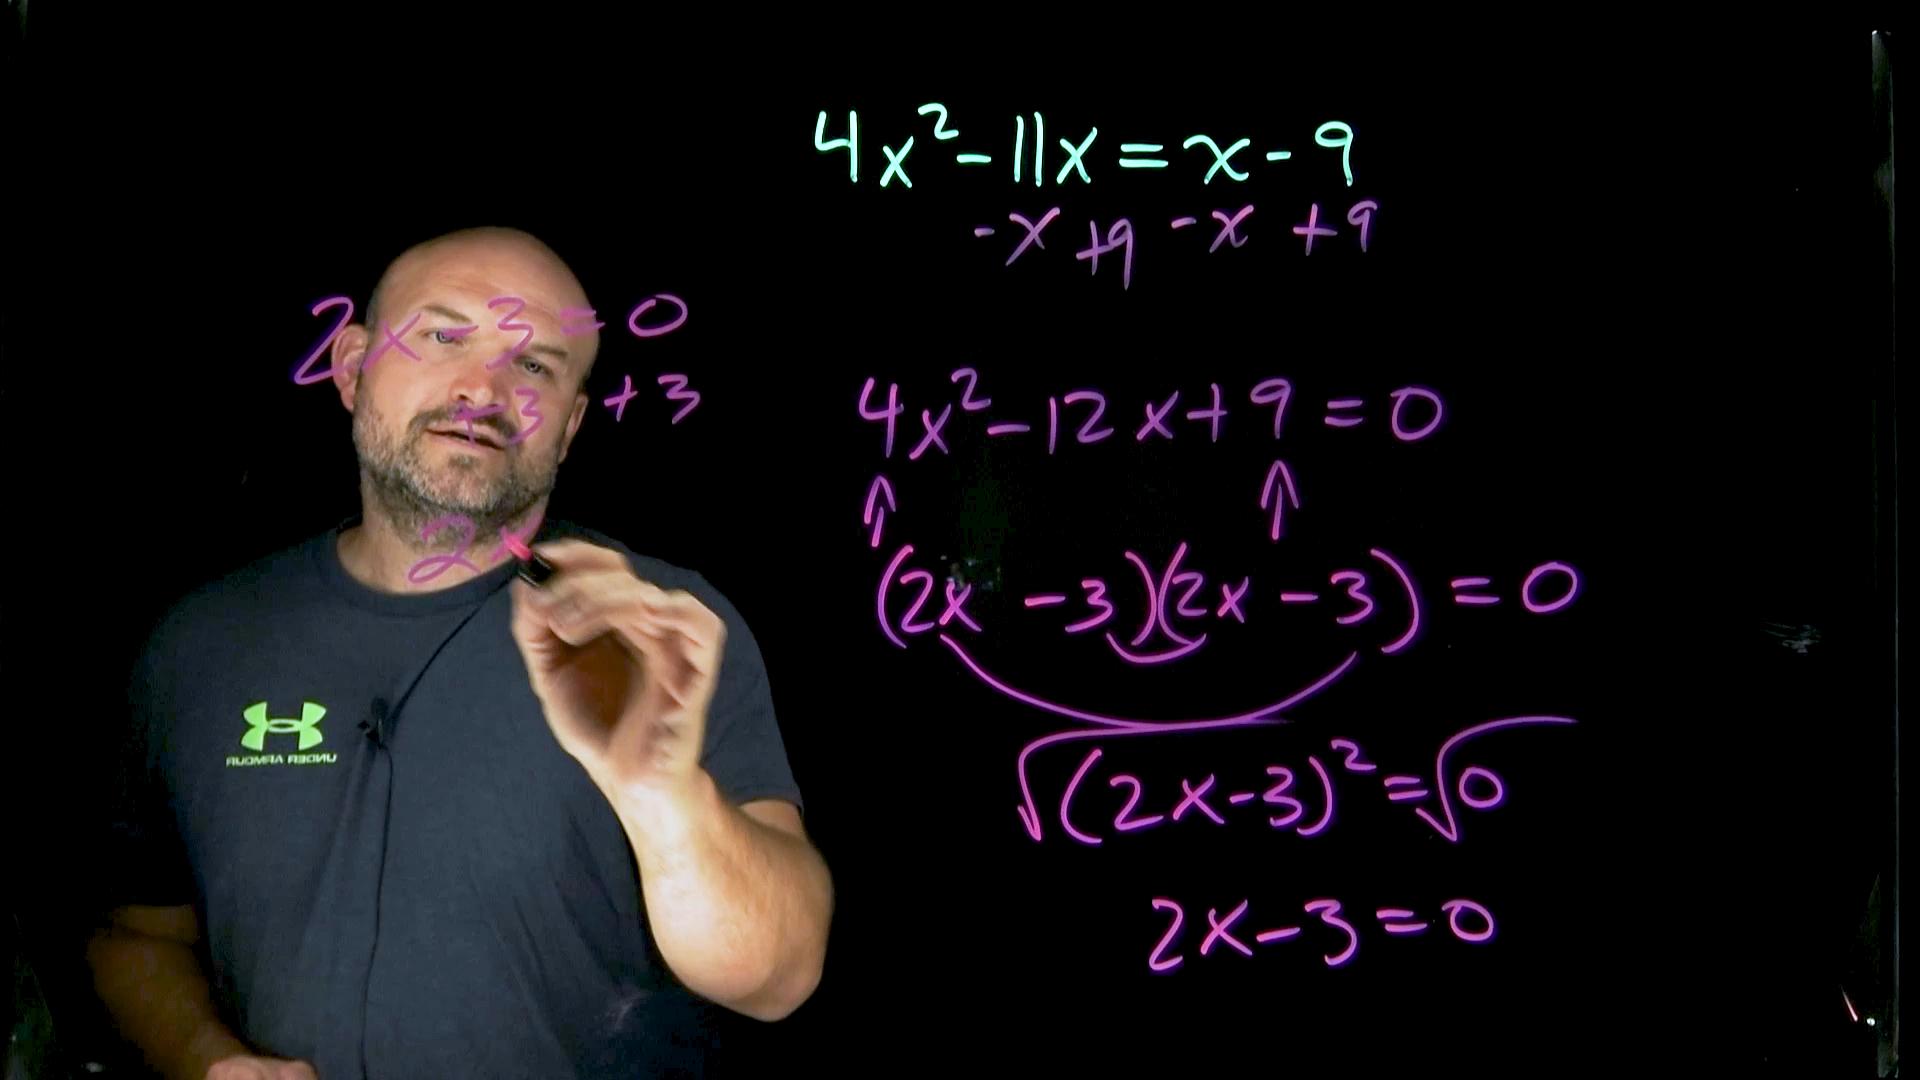 4x²-11x=x-9
-x +9 -x +9
4x²-12x+9=0
(2x-3)(2x-3)=0
√(2x-3)²=√0
2x-3=0
2x-3=0
+3 +3
2x
UNDER ARMOUR